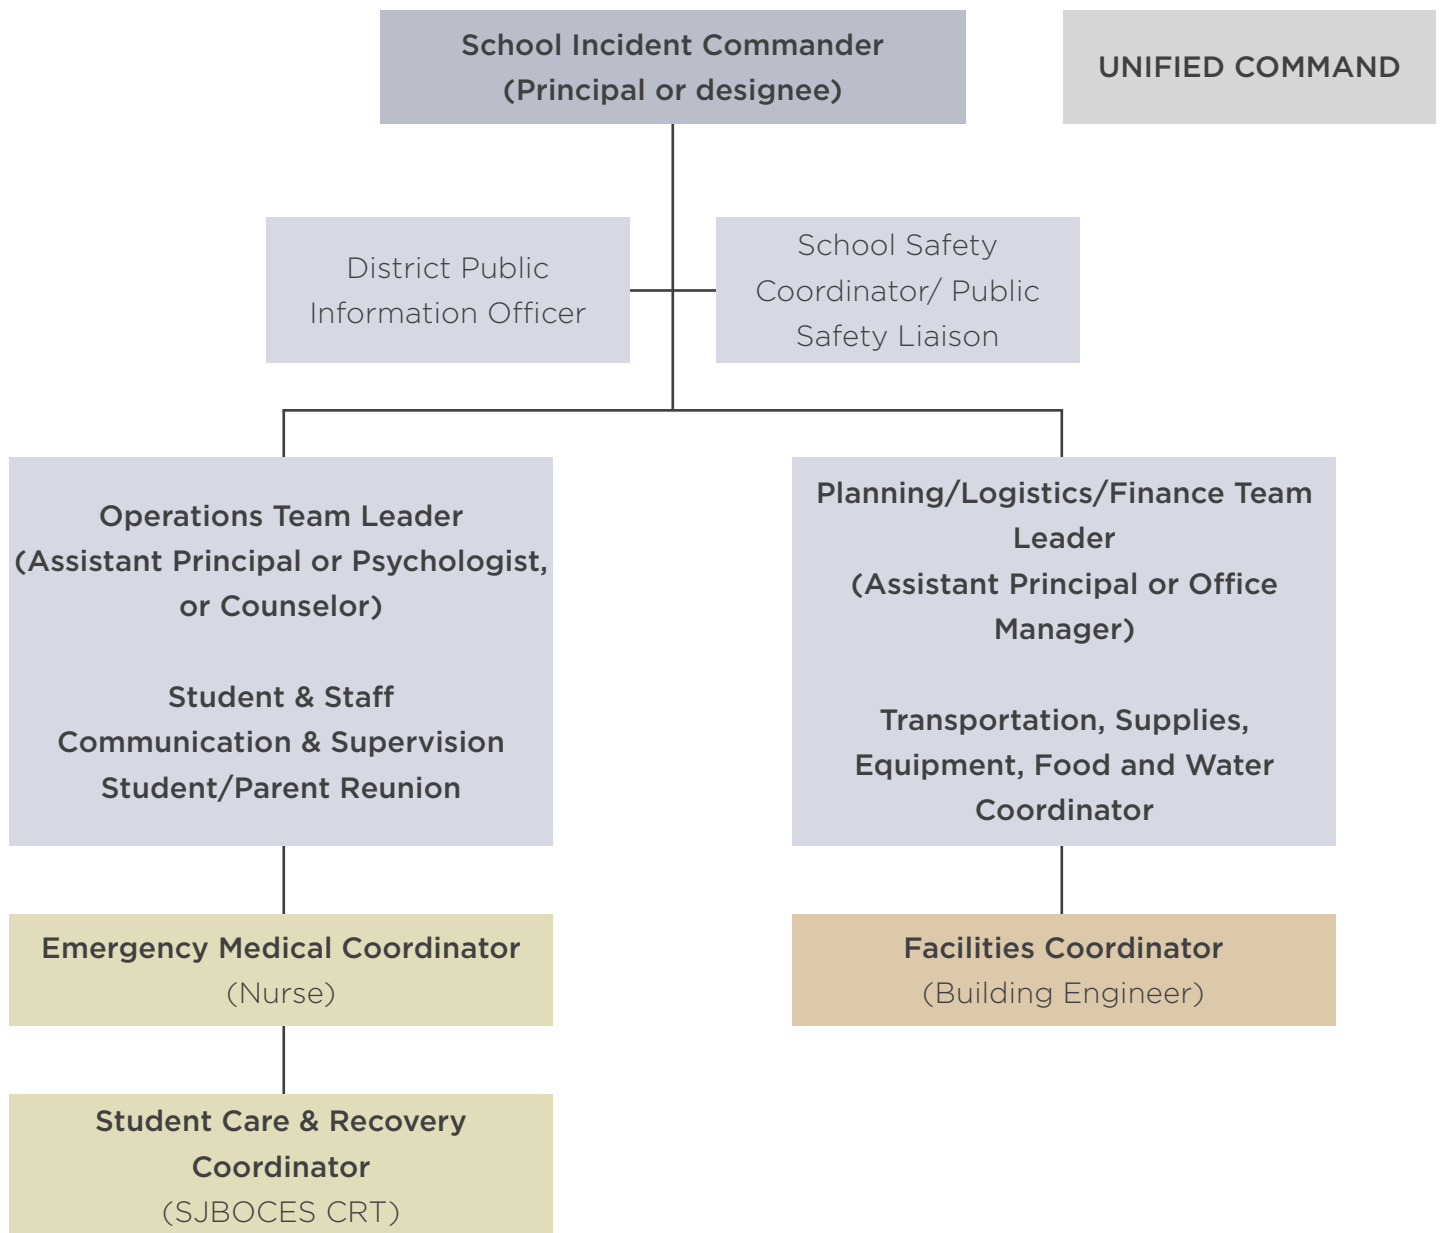 School Incident Commander
(Principal or designee)
UNIFIED COMMAND
District Public
Information Officer
School Safety
Coordinator/ Public
Safety Liaison
Operations Team Leader
(Assistant Principal or Psychologist,
or Counselor)
Student & Staff
Communication & Supervision
Student/Parent Reunion
Planning/Logistics/Finance Team
Leader
(Assistant Principal or Office
Manager)
Transportation, Supplies,
Equipment, Food and Water
Coordinator
Emergency Medical Coordinator
(Nurse)
Facilities Coordinator
(Building Engineer)
Student Care & Recovery
Coordinator
(SJBOCES CRT)